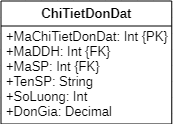 ChiTietDonDat
+MaChiTietDonDat: Int {PK}
+MaDDH: Int {FK}
+MaSP: Int {FK}
+TenSP: String
+SoLuong: Int
+DonGia: Decimal